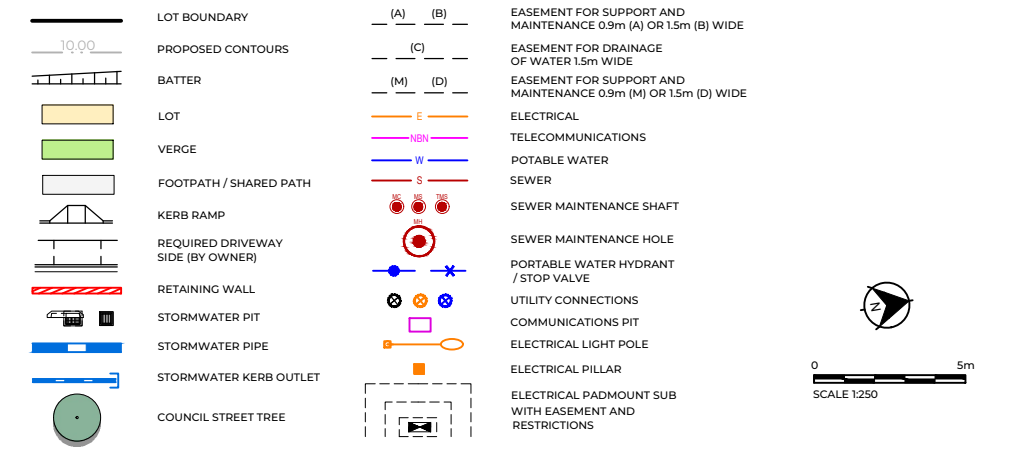 LOT BOUNDARY
10.00
PROPOSED CONTOURS
BATTER
LOT
VERGE
FOOTPATH / SHARED PATH
KERB RAMP
REQUIRED DRIVEWAY
SIDE (BY OWNER)
RETAINING WALL
STORMWATER PIT
STORMWATER PIPE
STORMWATER KERB OUTLET
COUNCIL STREET TREE
(A) (B)
EASEMENT FOR SUPPORT AND
MAINTENANCE 0.9m (A) OR 1.5m (B) WIDE
(C)
EASEMENT FOR DRAINAGE
OF WATER 1.5m WIDE
(M) (D)
EASEMENT FOR SUPPORT AND
MAINTENANCE 0.9m (M) OR 1.5m (D) WIDE
E
ELECTRICAL
NBN
TELECOMMUNICATIONS
W
POTABLE WATER
S
SEWER
MC MS TMS
SEWER MAINTENANCE SHAFT
MH
SEWER MAINTENANCE HOLE
PORTABLE WATER HYDRANT
/ STOP VALVE
UTILITY CONNECTIONS
COMMUNICATIONS PIT
ELECTRICAL LIGHT POLE
ELECTRICAL PILLAR
ELECTRICAL PADMOUNT SUB
WITH EASEMENT AND
RESTRICTIONS
N
0 5m
SCALE 1:250